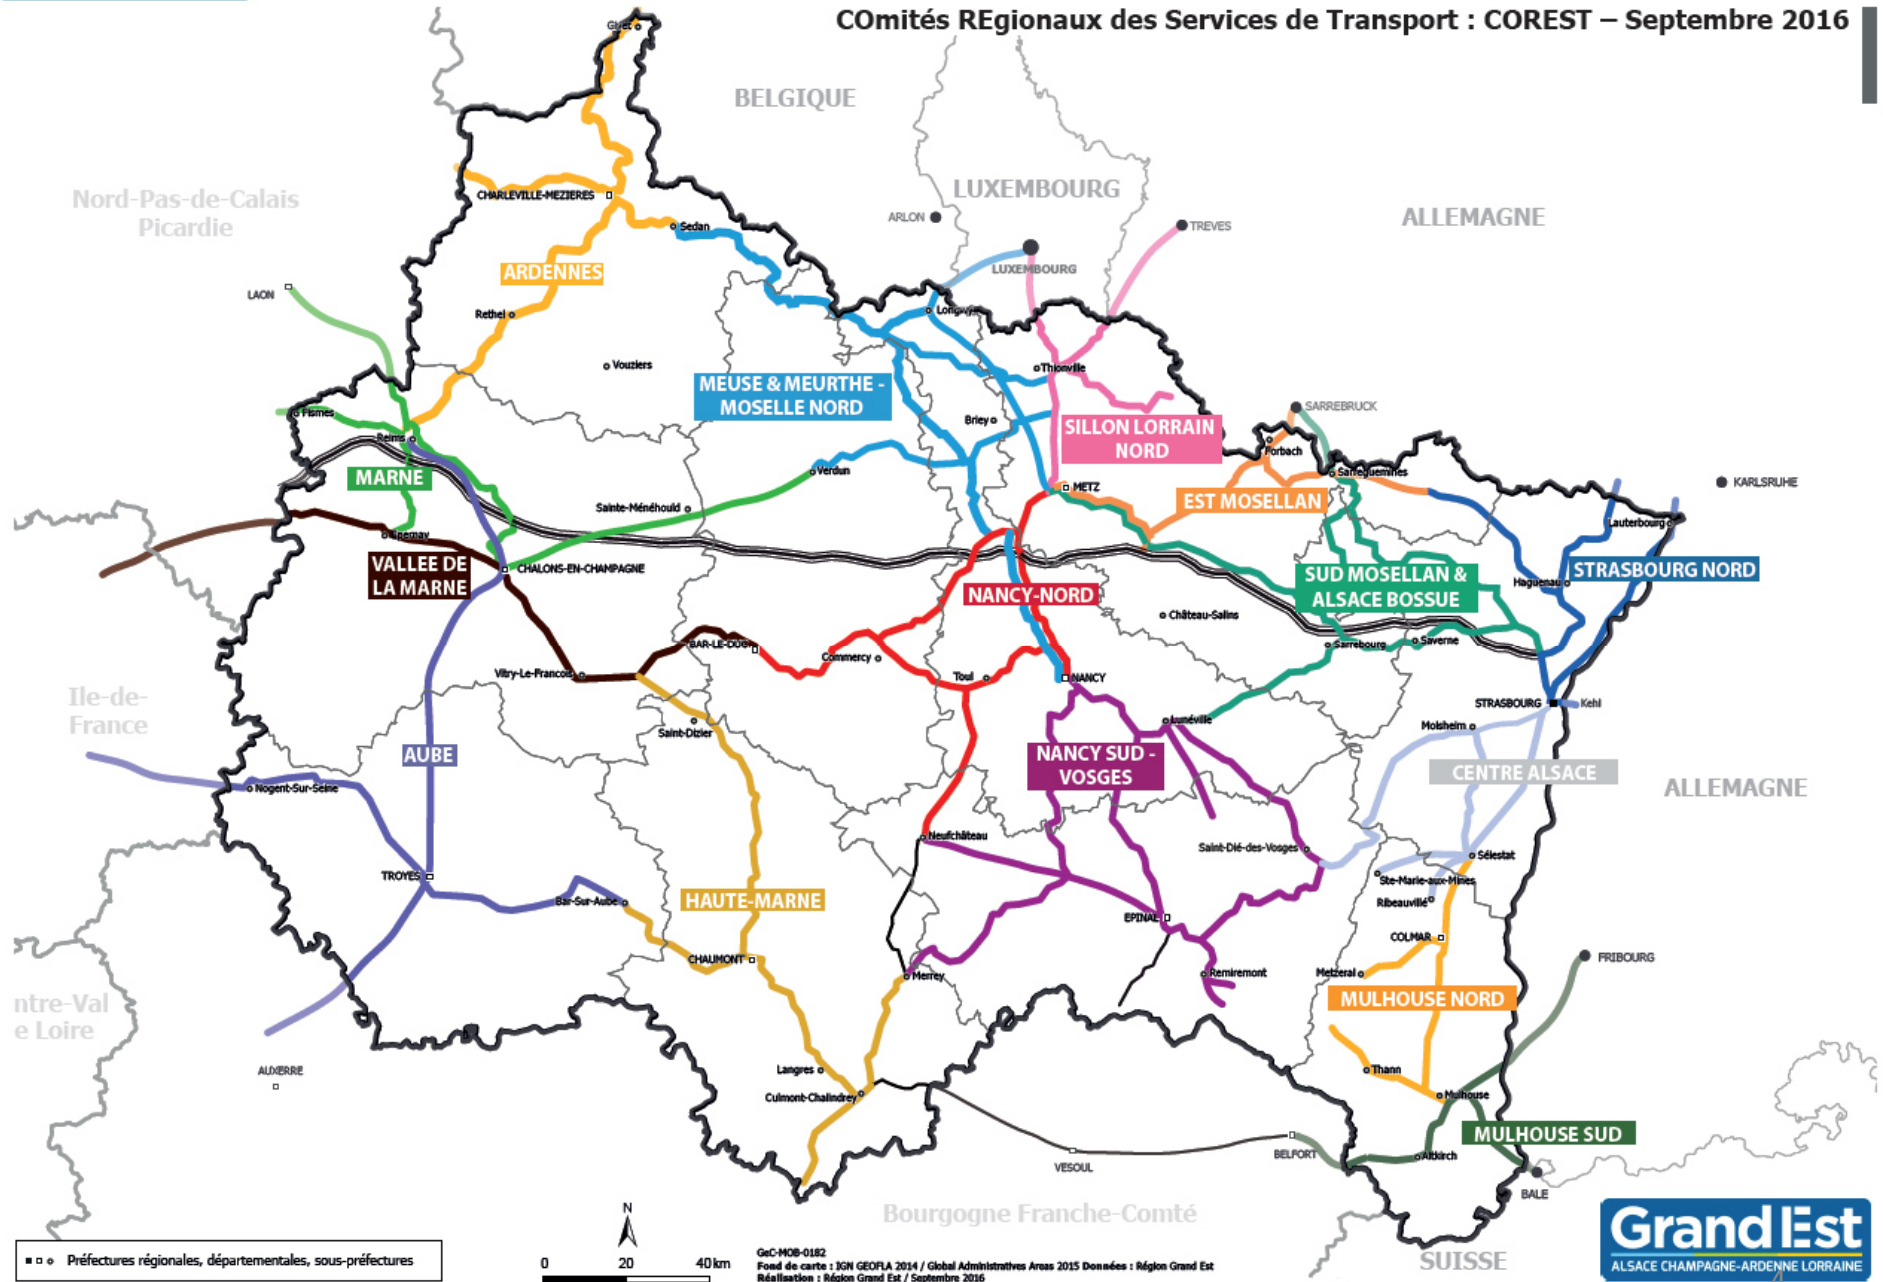 COmités REgionaux des Services de Transport : COREST – Septembre 2016
Givet
BELGIQUE
Nord-Pas-de-Calais
Picardie
CHARLEVILLE-MEZIERES
LUXEMBOURG
ARLON
TREVES
ALLEMAGNE
Sedan
ARDENNES
LUXEMBOURG
LAON
Rethel
Longwy
Vouziers
Thionville
MEUSE & MEURTHE -
MOSELLE NORD
Fismes
Briey
SARREBRUCK
Reims
SILLON LORRAIN
NORD
Forbach
MARNE
Verdun
Sarreguemines
METZ
EST MOSELLAN
KARLSRUHE
Sainte-Ménéhould
Lauterbourg
Epernay
VALLEE DE
LA MARNE
CHALONS-EN-CHAMPAGNE
STRASBOURG NORD
SUD MOSELLAN &
ALSACE BOSSUE
Haguenau
NANCY-NORD
Château-Salins
BAR-LE-DUC
Commercy
Sarrebourg
Saverne
Vitry-Le-Francois
Toul
NANCY
Ile-de-
France
STRASBOURG
Kehl
Saint-Dizier
Lunéville
Molsheim
AUBE
NANCY SUD -
VOSGES
CENTRE ALSACE
Nogent-Sur-Seine
ALLEMAGNE
Neufchâteau
Saint-Dié-des-Vosges
Sélestat
TROYES
Ste-Marie-aux-Mines
Bar-Sur-Aube
HAUTE-MARNE
Ribeauvillé
EPINAL
COLMAR
CHAUMONT
FRIBOURG
Merrey
Remiremont
Metzeral
MULHOUSE NORD
ntre-Val
e Loire
AUXERRE
Langres
Thann
Culmont-Chalindrey
Mulhouse
MULHOUSE SUD
BELFORT
Altkirch
VESOUL
BALE
Bourgogne Franche-Comté
N
GrandEst
ALSACE CHAMPAGNE-ARDENNE LORRAINE
SUISSE
Préfectures régionales, départementales, sous-préfectures
0 20 40 km
GeC-MOB-0182
Fond de carte : IGN GEOFLA 2014 / Global Administratives Areas 2015 Données : Région Grand Est
Réalisation : Région Grand Est / Septembre 2016